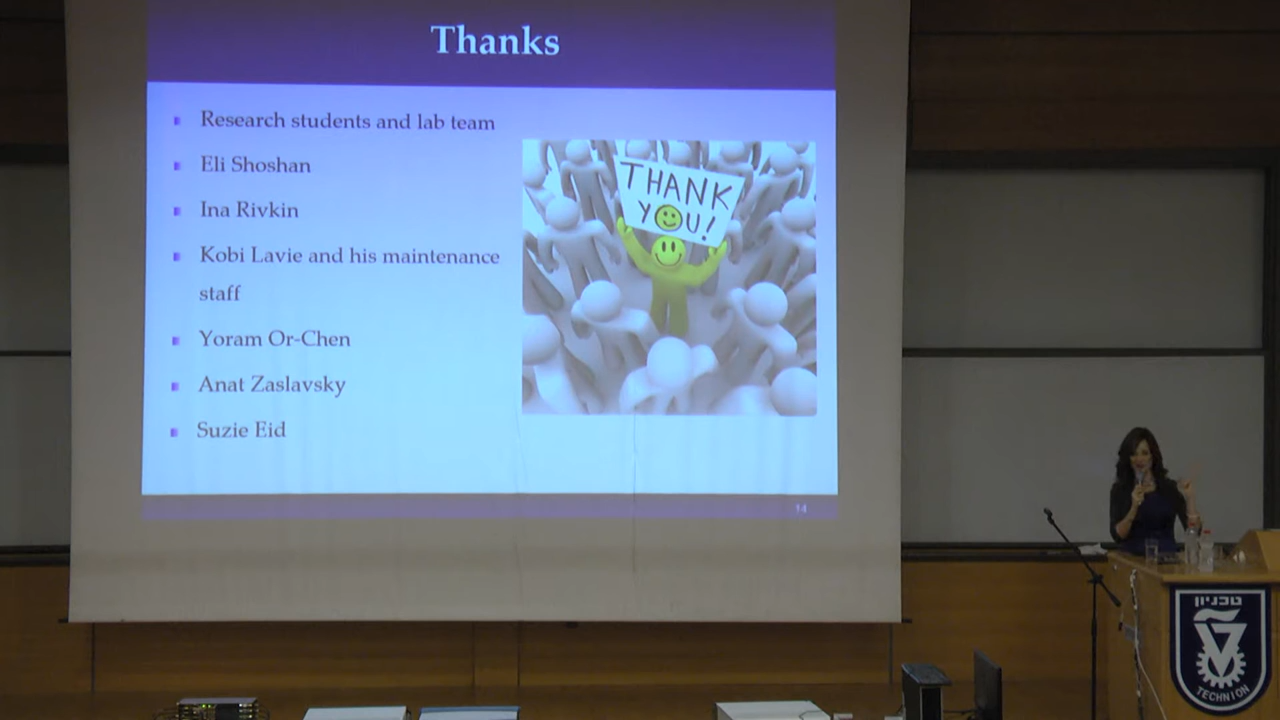 Thanks
Research students and lab team
Eli Shoshan
Ina Rivkin
Kobi Lavie and his maintenance
staff
Yoram Or-Chen
Anat Zaslavsky
Suzie Eid
THANK
YOU!
14
טכניון
TECHNION